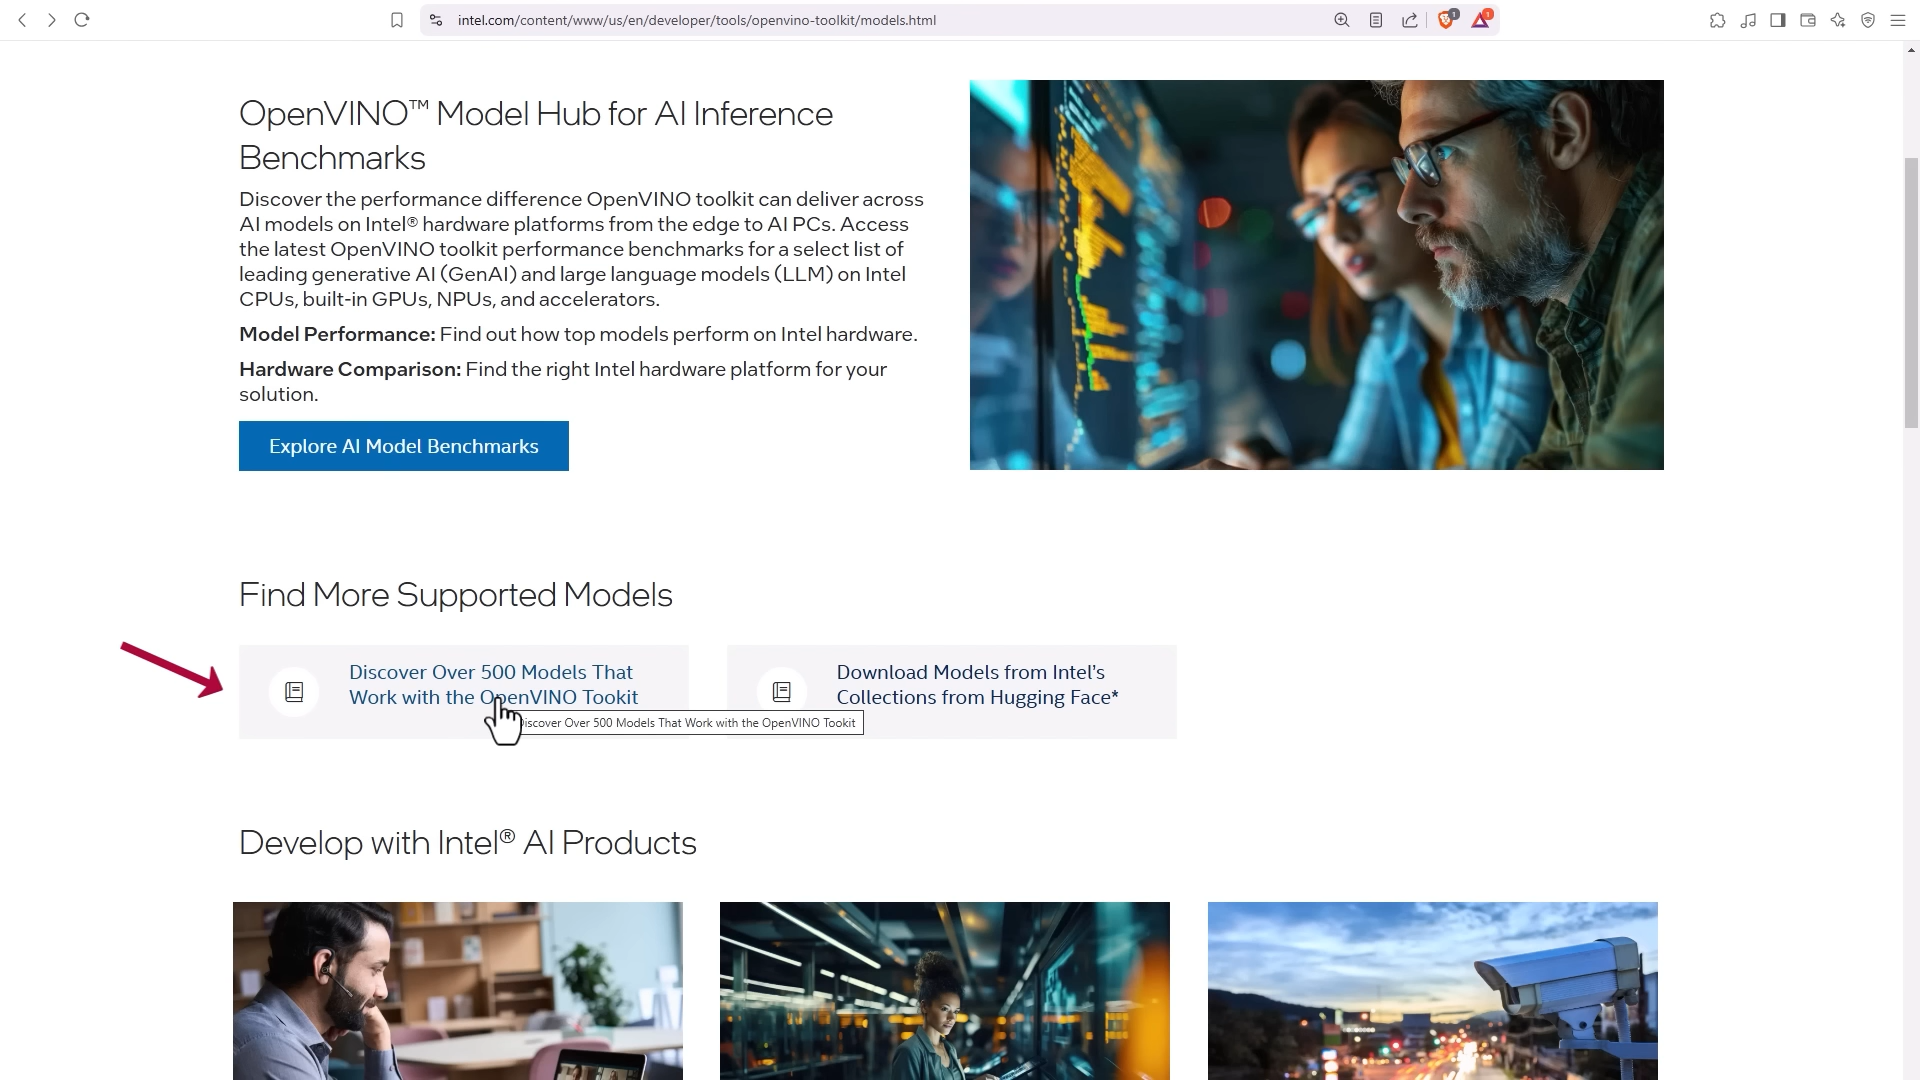 intel.com/content/www/us/en/developer/tools/openvino-toolkit/models.html
1
1
OpenVINO™ Model Hub for AI Inference
Benchmarks
Discover the performance difference OpenVINO toolkit can deliver across
AI models on Intel® hardware platforms from the edge to AI PCs. Access
the latest OpenVINO toolkit performance benchmarks for a select list of
leading generative AI (GenAI) and large language models (LLM) on Intel
CPUs, built-in GPUs, NPUs, and accelerators.
Model Performance: Find out how top models perform on Intel hardware.
Hardware Comparison: Find the right Intel hardware platform for your
solution.
Explore AI Model Benchmarks
Find More Supported Models
Discover Over 500 Models That
Work with the OpenVINO Tookit
Discover Over 500 Models That Work with the OpenVINO Tookit
Download Models from Intel's
Collections from Hugging Face*
Develop with Intel® AI Products